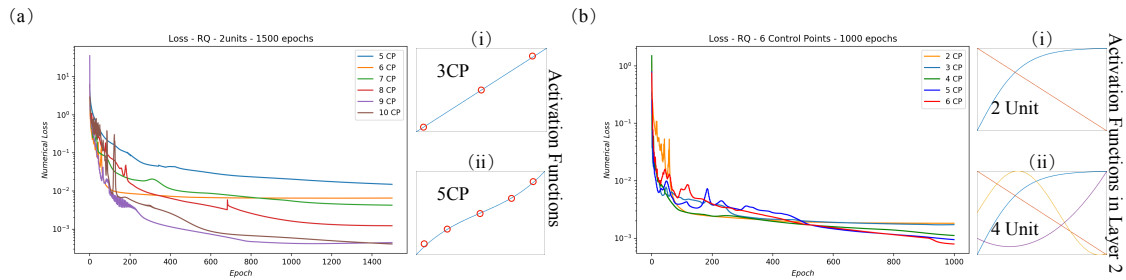 (a)
Loss - RQ - 2units - 1500 epochs
Numerical Loss
10¹
10⁰
10⁻¹
10⁻²
10⁻³
5 CP
6 CP
7 CP
8 CP
9 CP
10 CP
0 200 400 600 800 1000 1200 1400
Epoch
(i)
3CP
(ii)
5CP
Activation Functions
(b)
Loss - RQ - 6 Control Points - 1000 epochs
Numerical Loss
10⁰
10⁻¹
10⁻²
10⁻³
2 CP
3 CP
4 CP
5 CP
6 CP
0 200 400 600 800 1000
Epoch
(i)
2 Unit
(ii)
4 Unit
Activation Functions in Layer 2